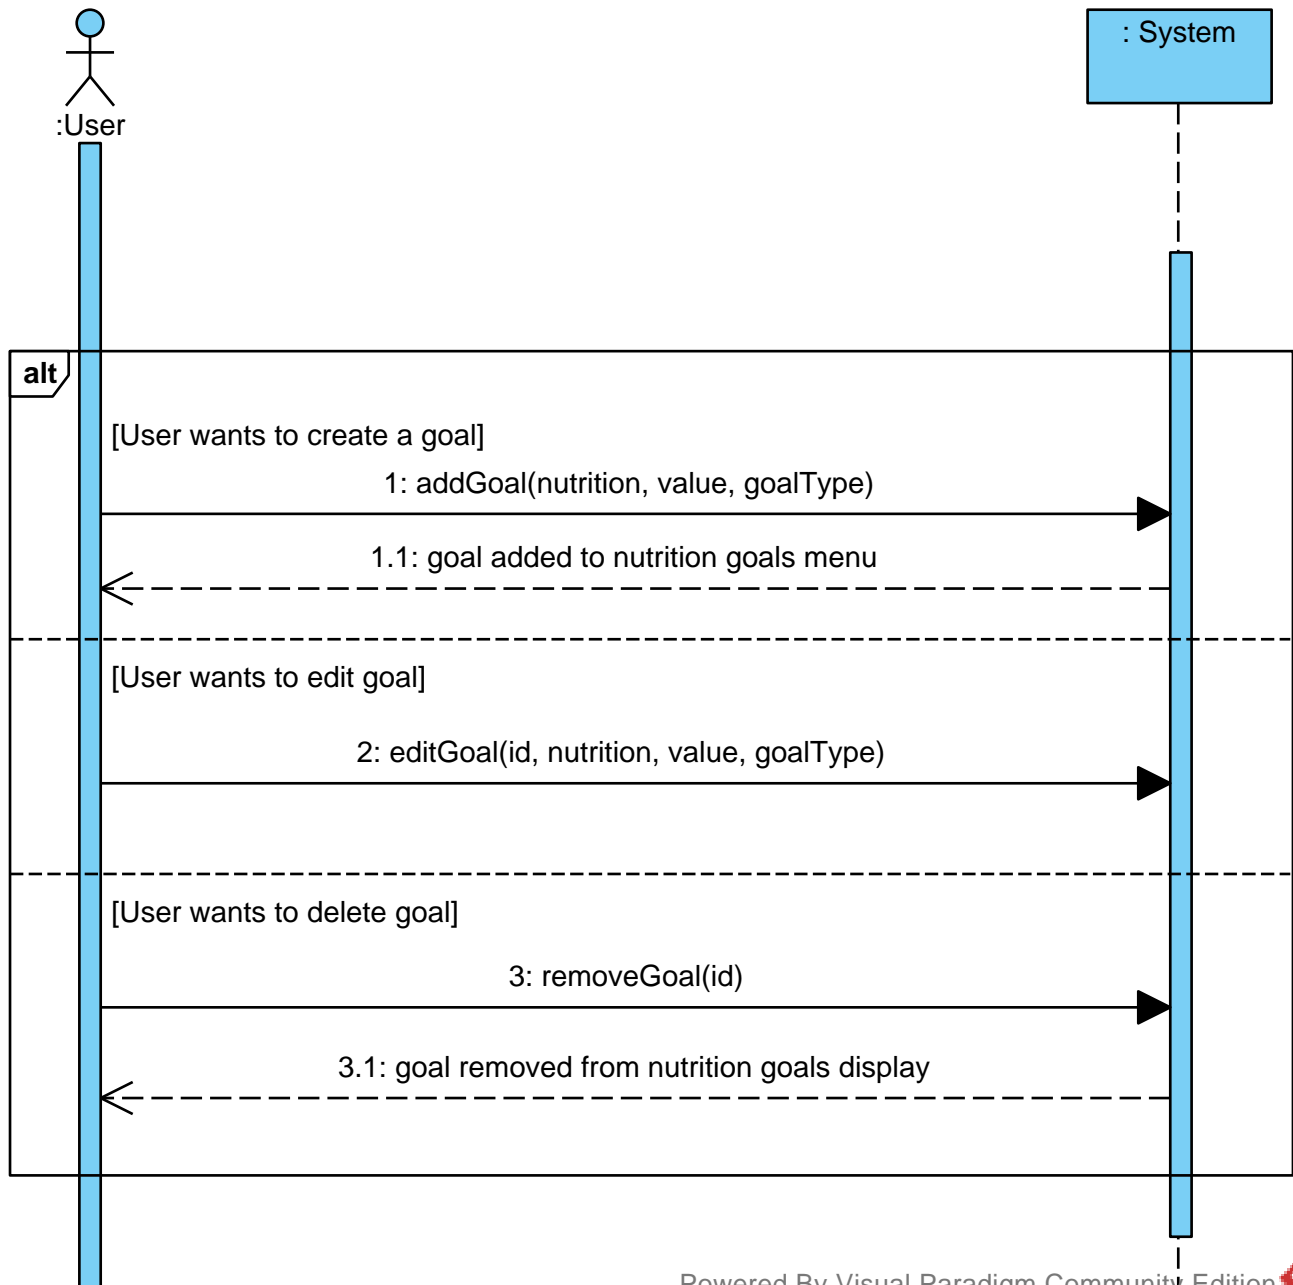 :User
: System
alt
[User wants to create a goal]
1: addGoal(nutrition, value, goalType)
1.1: goal added to nutrition goals menu
[User wants to edit goal]
2: editGoal(id, nutrition, value, goalType)
[User wants to delete goal]
3: removeGoal(id)
3.1: goal removed from nutrition goals display
Powered By Visual Paradigm Community Edition